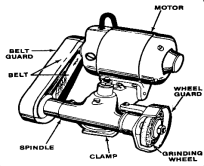 MOTOR
BELT
GUARD
BELT
WHEEL
GUARD
SPINDLE
CLAMP
GRINDING
WHEEL